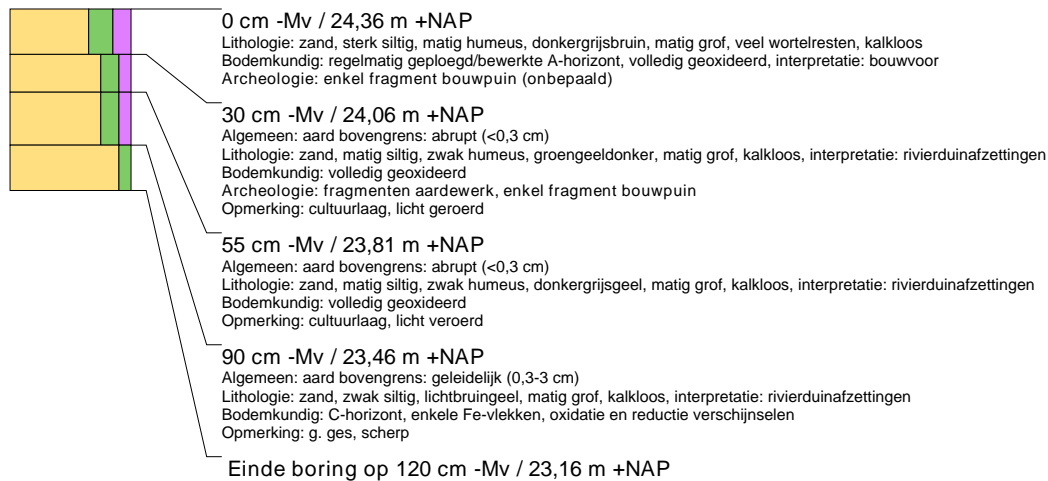 0 cm -Mv / 24,36 m +NAP
Lithologie: zand, sterk siltig, matig humeus, donkergrijsbruin, matig grof, veel wortelresten, kalkloos
Bodemkundig: regelmatig geploegd/bewerkte A-horizont, volledig geoxideerd, interpretatie: bouwvoor
Archeologie: enkel fragment bouwpuin (onbepaald)
30 cm -Mv / 24,06 m +NAP
Algemeen: aard bovengrens: abrupt (<0,3 cm)
Lithologie: zand, matig siltig, zwak humeus, groengeeldonker, matig grof, kalkloos, interpretatie: rivierduinafzettingen
Bodemkundig: volledig geoxideerd
Archeologie: fragmenten aardewerk, enkel fragment bouwpuin
Opmerking: cultuurlaag, licht geroerd
55 cm -Mv / 23,81 m +NAP
Algemeen: aard bovengrens: abrupt (<0,3 cm)
Lithologie: zand, matig siltig, zwak humeus, donkergrijsgeel, matig grof, kalkloos, interpretatie: rivierduinafzettingen
Bodemkundig: volledig geoxideerd
Opmerking: cultuurlaag, licht veroerd
90 cm -Mv / 23,46 m +NAP
Algemeen: aard bovengrens: geleidelijk (0,3-3 cm)
Lithologie: zand, zwak siltig, lichtbruingeel, matig grof, kalkloos, interpretatie: rivierduinafzettingen
Bodemkundig: C-horizont, enkele Fe-vlekken, oxidatie en reductie verschijnselen
Opmerking: g. ges, scherp
Einde boring op 120 cm -Mv / 23,16 m +NAP